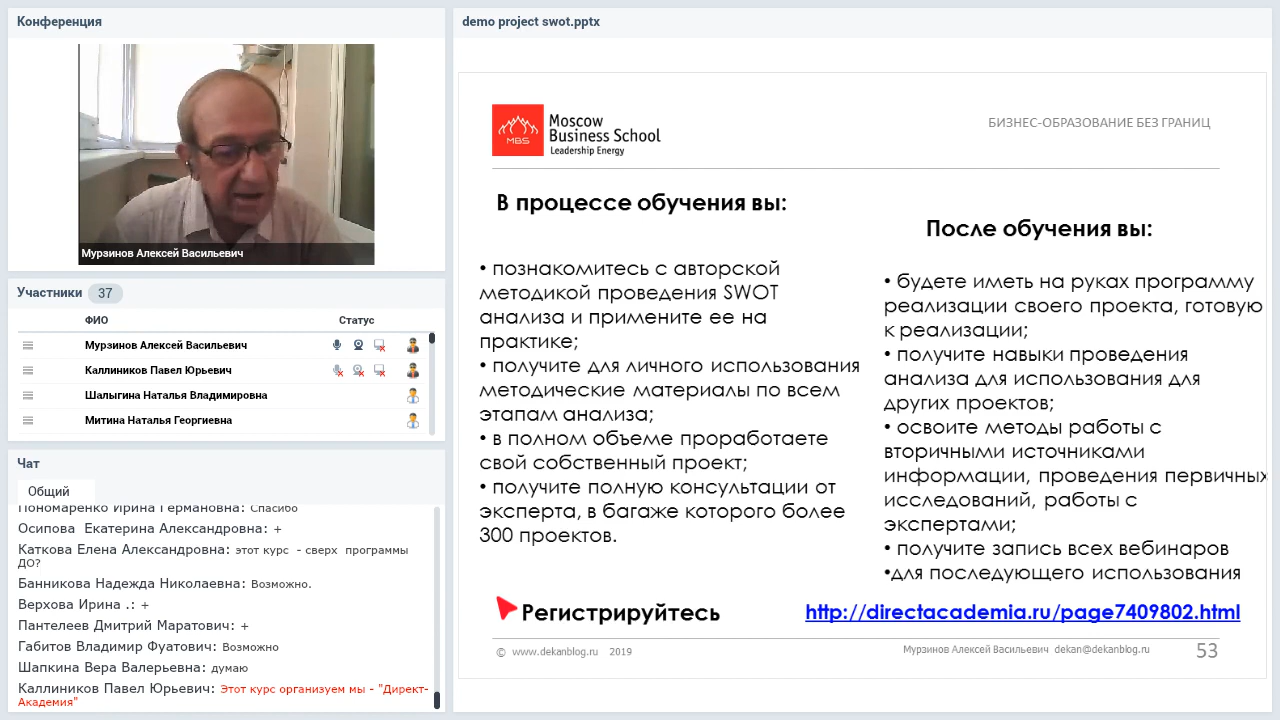 Конференция
Мурзинов Алексей Васильевич
Участники 37
ФИО Статус
Мурзинов Алексей Васильевич
Каллиников Павел Юрьевич
Шалыгина Наталья Владимировна
Митина Наталья Георгиевна
Чат
Общий
Пономаренко Ирина Германовна: Спасибо
Осипова Екатерина Александровна: +
Каткова Елена Александровна: этот курс - сверх программы
ДО?
Банникова Надежда Николаевна: Возможно.
Верхова Ирина .: +
Пантелеев Дмитрий Маратович: +
Габитов Владимир Фуатович: Возможно
Шапкина Вера Валерьевна: думаю
Каллиников Павел Юрьевич: Этот курс организуем мы - "Директ-
Академия"
demo project swot.pptx
MBS
Moscow
Business School
Leadership Energy
БИЗНЕС-ОБРАЗОВАНИЕ БЕЗ ГРАНИЦ
В процессе обучения вы:
• познакомитесь с авторской
методикой проведения SWOT
анализа и примените ее на
практике;
• получите для личного использования
методические материалы по всем
этапам анализа;
• в полном объеме проработаете
свой собственный проект;
• получите полную консультации от
эксперта, в багаже которого более
300 проектов.
После обучения вы:
• будете иметь на руках программу
реализации своего проекта, готовую
к реализации;
• получите навыки проведения
анализа для использования для
других проектов;
• освоите методы работы с
вторичными источниками
информации, проведения первичных
исследований, работы с
экспертами;
• получите запись всех вебинаров
•для последующего использования
Регистрируйтесь
http://directacademia.ru/page7409802.html
© www.dekanblog.ru 2019
Мурзинов Алексей Васильевич dekan@dekanblog.ru
53